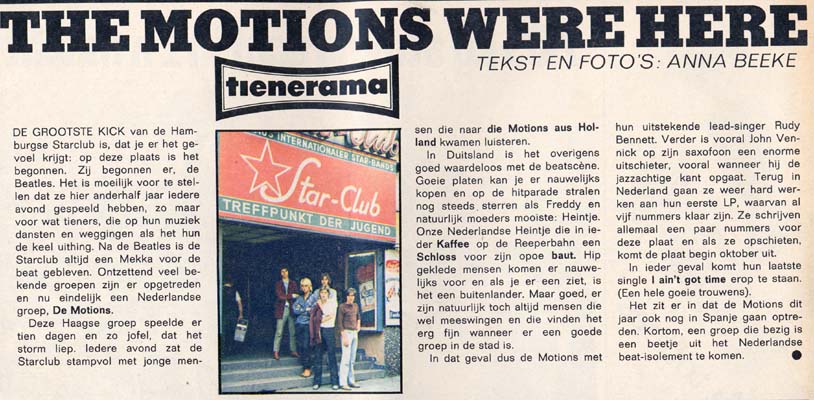 THE MOTIONS WERE HERE
TEKST EN FOTO'S: ANNA BEEKE
tienerama
DE GROOTSTE KICK van de Ham-
burgse Starclub is, dat je er het ge-
voel krijgt: op deze plaats is het
begonnen. Zij begonnen er, de
Beatles. Het is moeilijk voor te stel-
len dat ze hier anderhalf jaar iedere
avond gespeeld hebben, zo maar
voor wat tieners, die op hun muziek
dansten en weggingen als het hun
de keel uithing. Na de Beatles is de
Starclub altijd een Mekka voor de
beat gebleven. Ontzettend veel be-
kende groepen zijn er opgetreden
en nu eindelijk een Nederlandse
groep, De Motions.
Deze Haagse groep speelde er
tien dagen en zo jofel, dat het
storm liep. Iedere avond zat de
Starclub stampvol met jonge men-
INTERNATIONALER STAR-BANDS
Star-Club
TREFFPUNKT DER JUGEND
sen die naar die Motions aus Hol-
land kwamen luisteren.
In Duitsland is het overigens
goed waardeloos met de beatscène.
Goeie platen kan je er nauwelijks
kopen en op de hitparade stralen
nog steeds sterren als Freddy en
natuurlijk moeders mooiste: Heintje.
Onze Nederlandse Heintje die in ie-
der Kaffee op de Reeperbahn een
Schloss voor zijn opoe baut. Hip
geklede mensen komen er nauwe-
lijks voor en als je er een ziet, is
het een buitenlander. Maar goed, er
zijn natuurlijk toch altijd mensen die
wel meeswingen en die vinden het
erg fijn wanneer er een goede
groep in de stad is.
In dat geval dus de Motions met
hun uitstekende lead-singer Rudy
Bennett. Verder is vooral John Ven-
nick op zijn saxofoon een enorme
uitschieter, vooral wanneer hij de
jazzachtige kant opgaat. Terug in
Nederland gaan ze weer hard wer-
ken aan hun eerste LP, waarvan al
vijf nummers klaar zijn. Ze schrijven
allemaal een paar nummers voor
deze plaat en als ze opschieten,
komt de plaat begin oktober uit.
In ieder geval komt hun laatste
single I ain't got time erop te staan.
(Een hele goeie trouwens).
Het zit er in dat de Motions dit
jaar ook nog in Spanje gaan optre-
den. Kortom, een groep die bezig is
een beetje uit het Nederlandse
beat-isolement te komen.